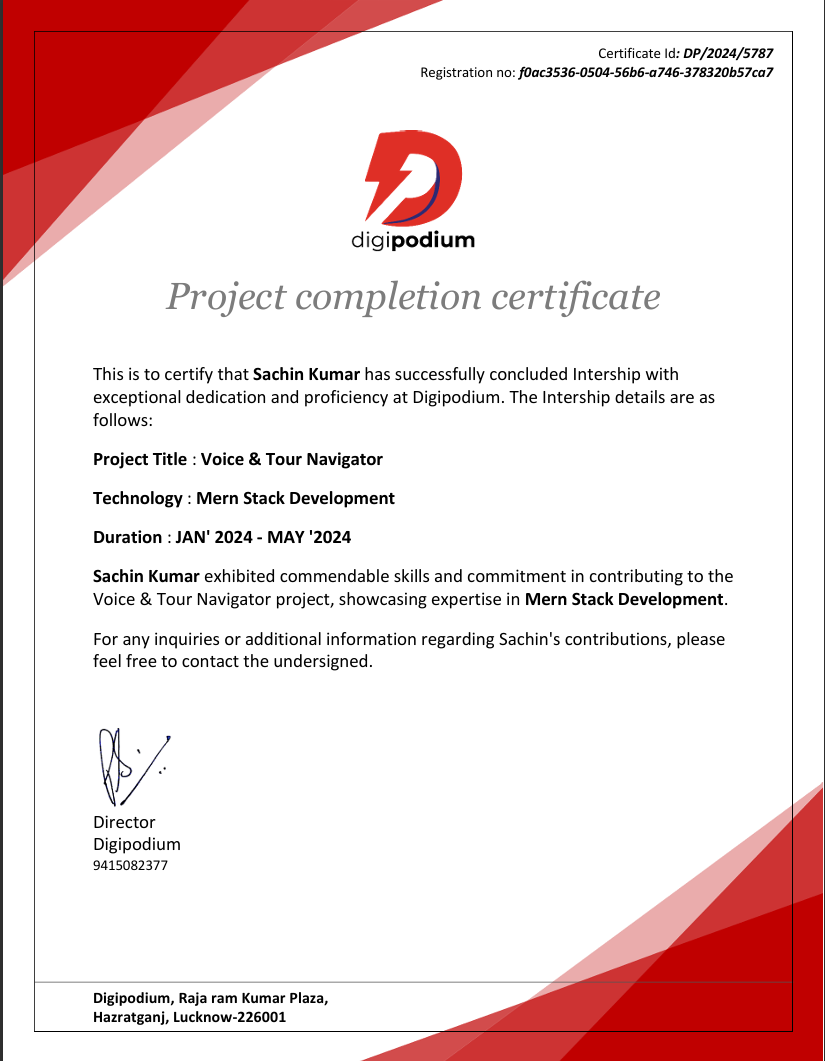 Certificate Id: DP/2024/5787
Registration no: f0ac3536-0504-56b6-a746-378320b57ca7
digipodium
Project completion certificate
This is to certify that Sachin Kumar has successfully concluded Intership with
exceptional dedication and proficiency at Digipodium. The Intership details are as
follows:
Project Title : Voice & Tour Navigator
Technology : Mern Stack Development
Duration : JAN' 2024 - MAY '2024
Sachin Kumar exhibited commendable skills and commitment in contributing to the
Voice & Tour Navigator project, showcasing expertise in Mern Stack Development.
For any inquiries or additional information regarding Sachin's contributions, please
feel free to contact the undersigned.
Director
Digipodium
9415082377
Digipodium, Raja ram Kumar Plaza,
Hazratganj, Lucknow-226001